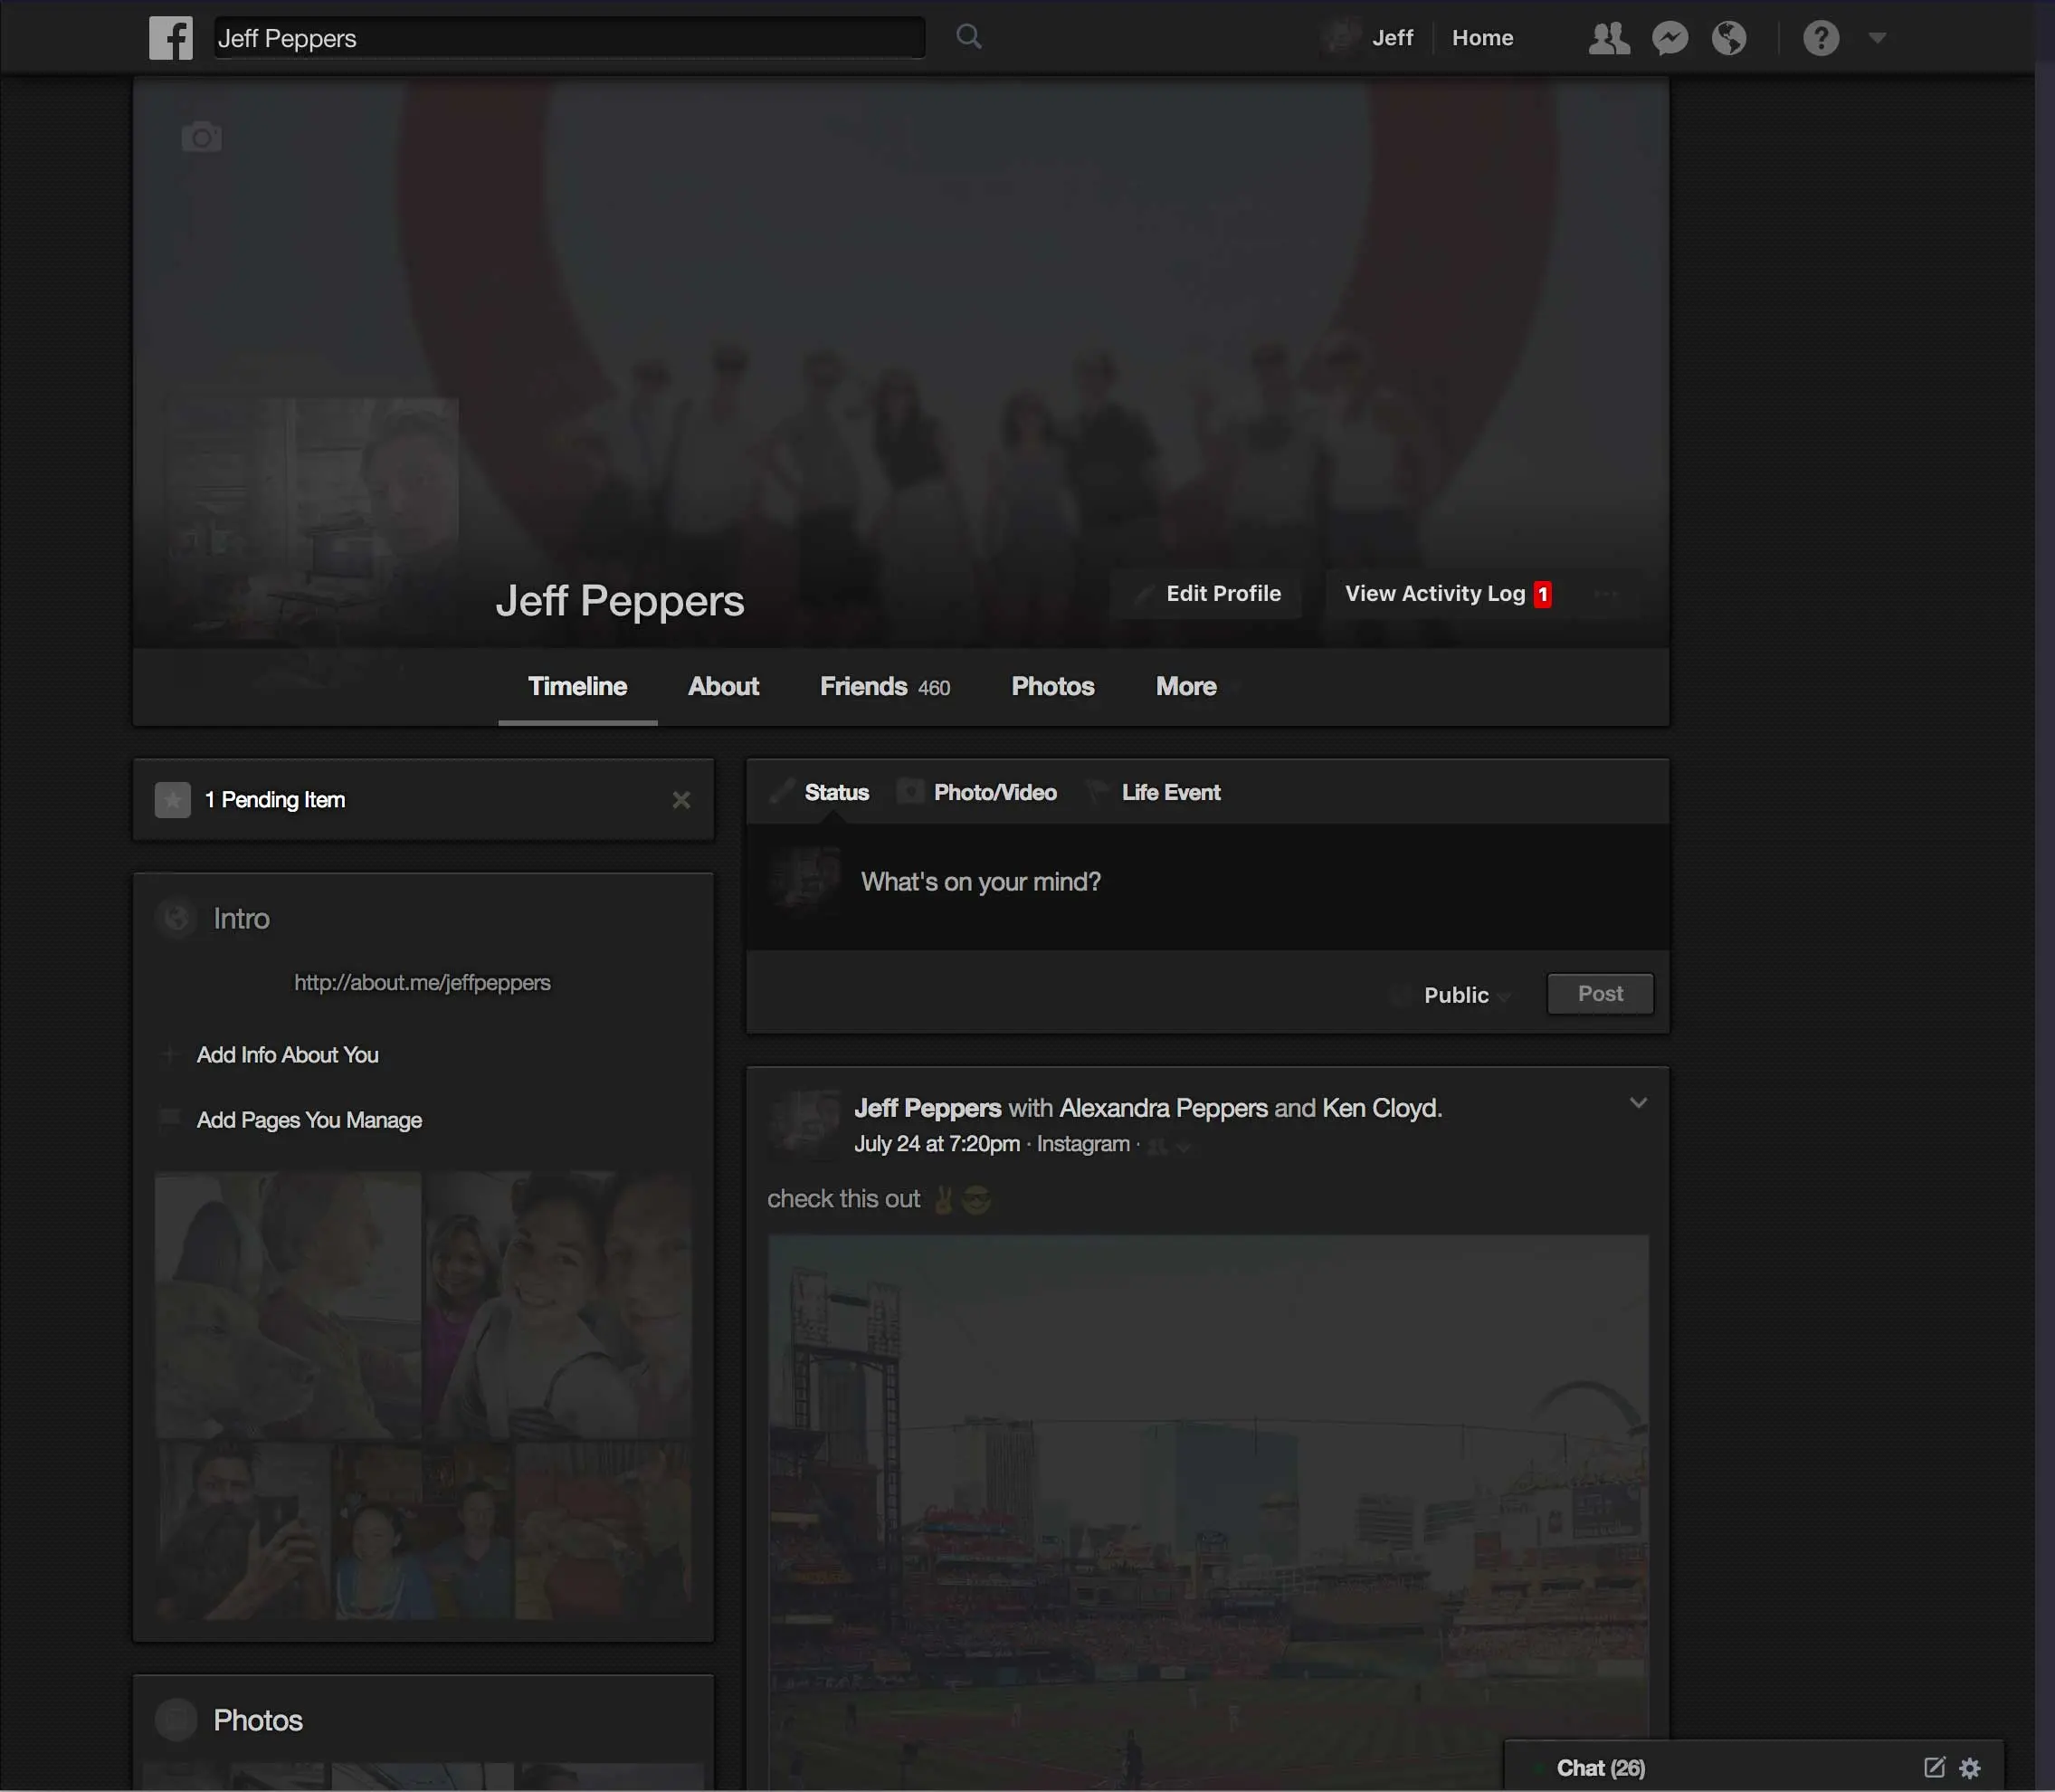 Jeff Peppers
Jeff
Home
Jeff Peppers
Edit Profile
View Activity Log 1
Timeline
About
Friends 460
Photos
More
1 Pending Item
Intro
http://about.me/jeffpeppers
Add Info About You
Add Pages You Manage
Photos
Status
Photo/Video
Life Event
What's on your mind?
Public
Post
Jeff Peppers with Alexandra Peppers and Ken Cloyd.
July 24 at 7:20pm · Instagram ·
check this out ✌😎
Chat (26)